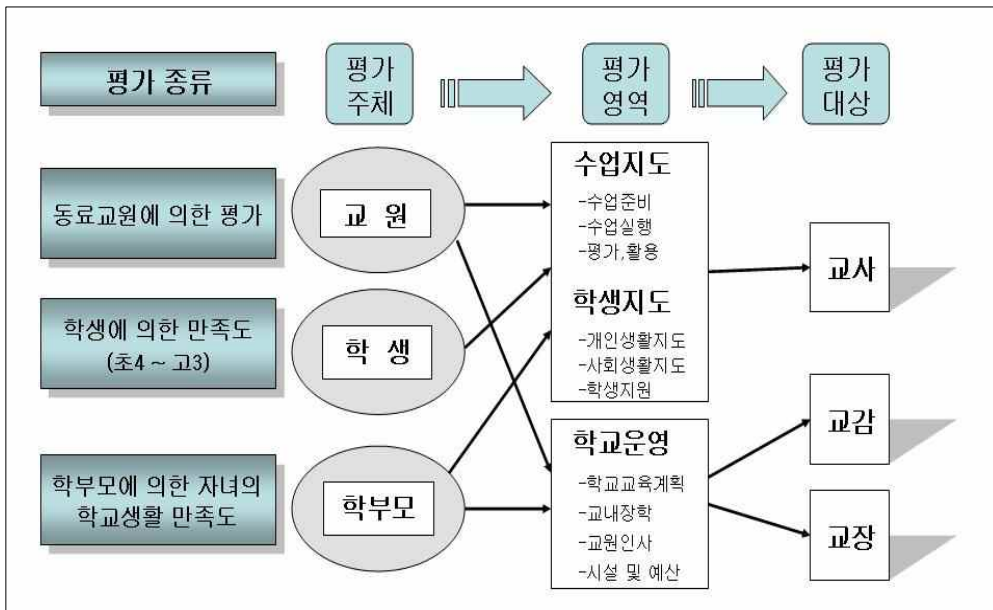 평가 종류
평가
주체
평가
영역
평가
대상
동료교원에 의한 평가
교 원
수업지도
-수업준비
-수업실행
-평가,활용
교사
학생에 의한 만족도
(초4 ~ 고3)
학 생
학생지도
-개인생활지도
-사회생활지도
-학생지원
교감
학부모에 의한 자녀의
학교생활 만족도
학부모
학교운영
-학교교육계획
-교내장학
-교원인사
-시설 및 예산
교장